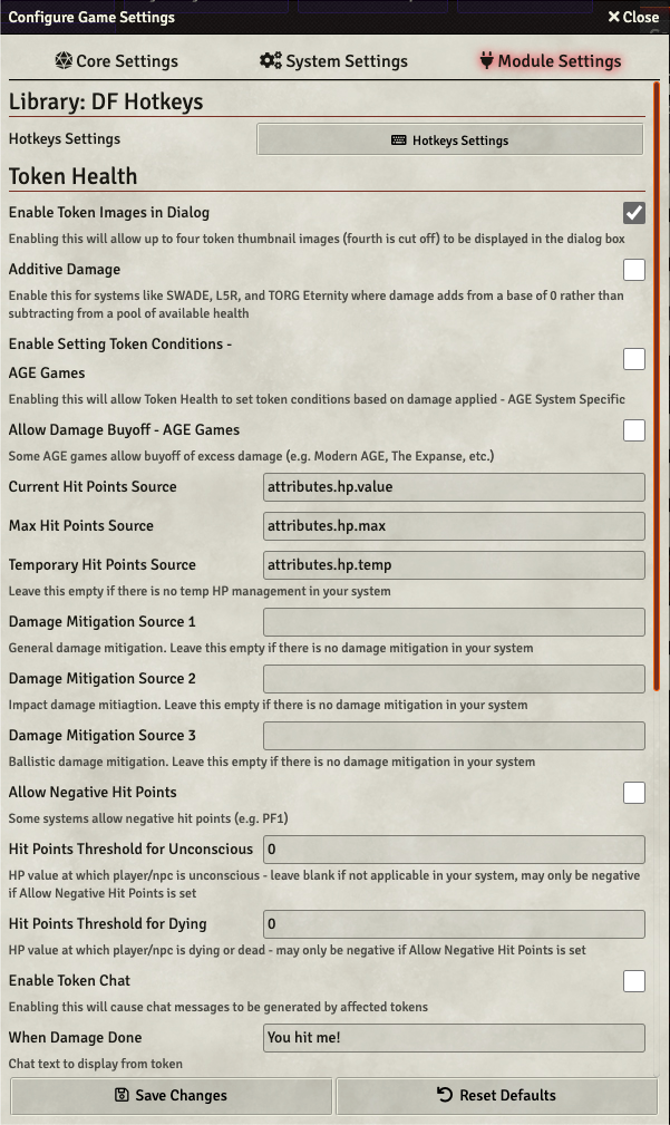 Configure Game Settings
Close
Core Settings
System Settings
Module Settings
Library: DF Hotkeys
Hotkeys Settings
Hotkeys Settings
Token Health
Enable Token Images in Dialog
Enabling this will allow up to four token thumbnail images (fourth is cut off) to be displayed in the dialog box
Additive Damage
Enable this for systems like SWADE, L5R, and TORG Eternity where damage adds from a base of 0 rather than
subtracting from a pool of available health
Enable Setting Token Conditions -
AGE Games
Enabling this will allow Token Health to set token conditions based on damage applied - AGE System Specific
Allow Damage Buyoff - AGE Games
Some AGE games allow buyoff of excess damage (e.g. Modern AGE, The Expanse, etc.)
Current Hit Points Source
attributes.hp.value
Max Hit Points Source
attributes.hp.max
Temporary Hit Points Source
attributes.hp.temp
Leave this empty if there is no temp HP management in your system
Damage Mitigation Source 1
General damage mitigation. Leave this empty if there is no damage mitigation in your system
Damage Mitigation Source 2
Impact damage mitiagtion. Leave this empty if there is no damage mitigation in your system
Damage Mitigation Source 3
Ballistic damage mitigation. Leave this empty if there is no damage mitigation in your system
Allow Negative Hit Points
Some systems allow negative hit points (e.g. PF1)
Hit Points Threshold for Unconscious
0
HP value at which player/npc is unconscious - leave blank if not applicable in your system, may only be negative
if Allow Negative Hit Points is set
Hit Points Threshold for Dying
0
HP value at which player/npc is dying or dead - may only be negative if Allow Negative Hit Points is set
Enable Token Chat
Enabling this will cause chat messages to be generated by affected tokens
When Damage Done
You hit me!
Chat text to display from token
Save Changes
Reset Defaults